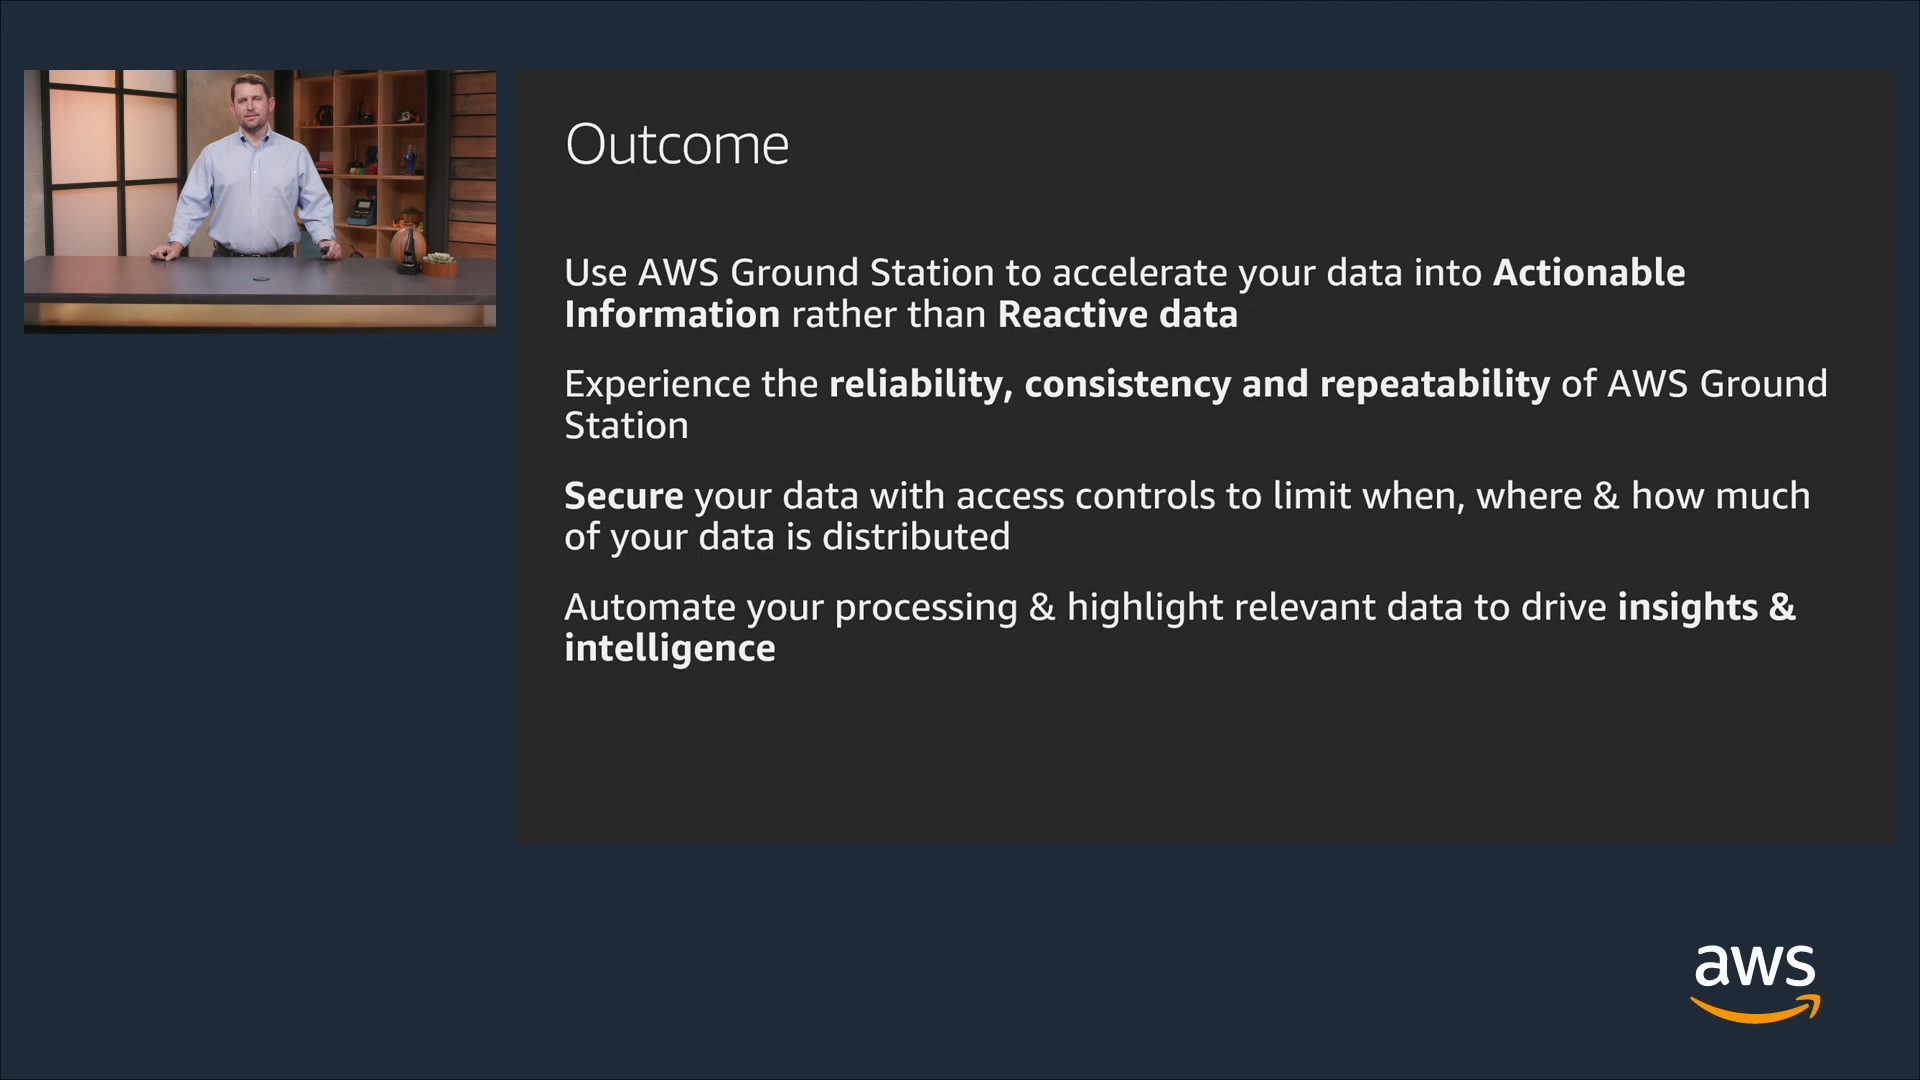 Outcome
Use AWS Ground Station to accelerate your data into Actionable
Information rather than Reactive data
Experience the reliability, consistency and repeatability of AWS Ground
Station
Secure your data with access controls to limit when, where & how much
of your data is distributed
Automate your processing & highlight relevant data to drive insights &
intelligence
aws